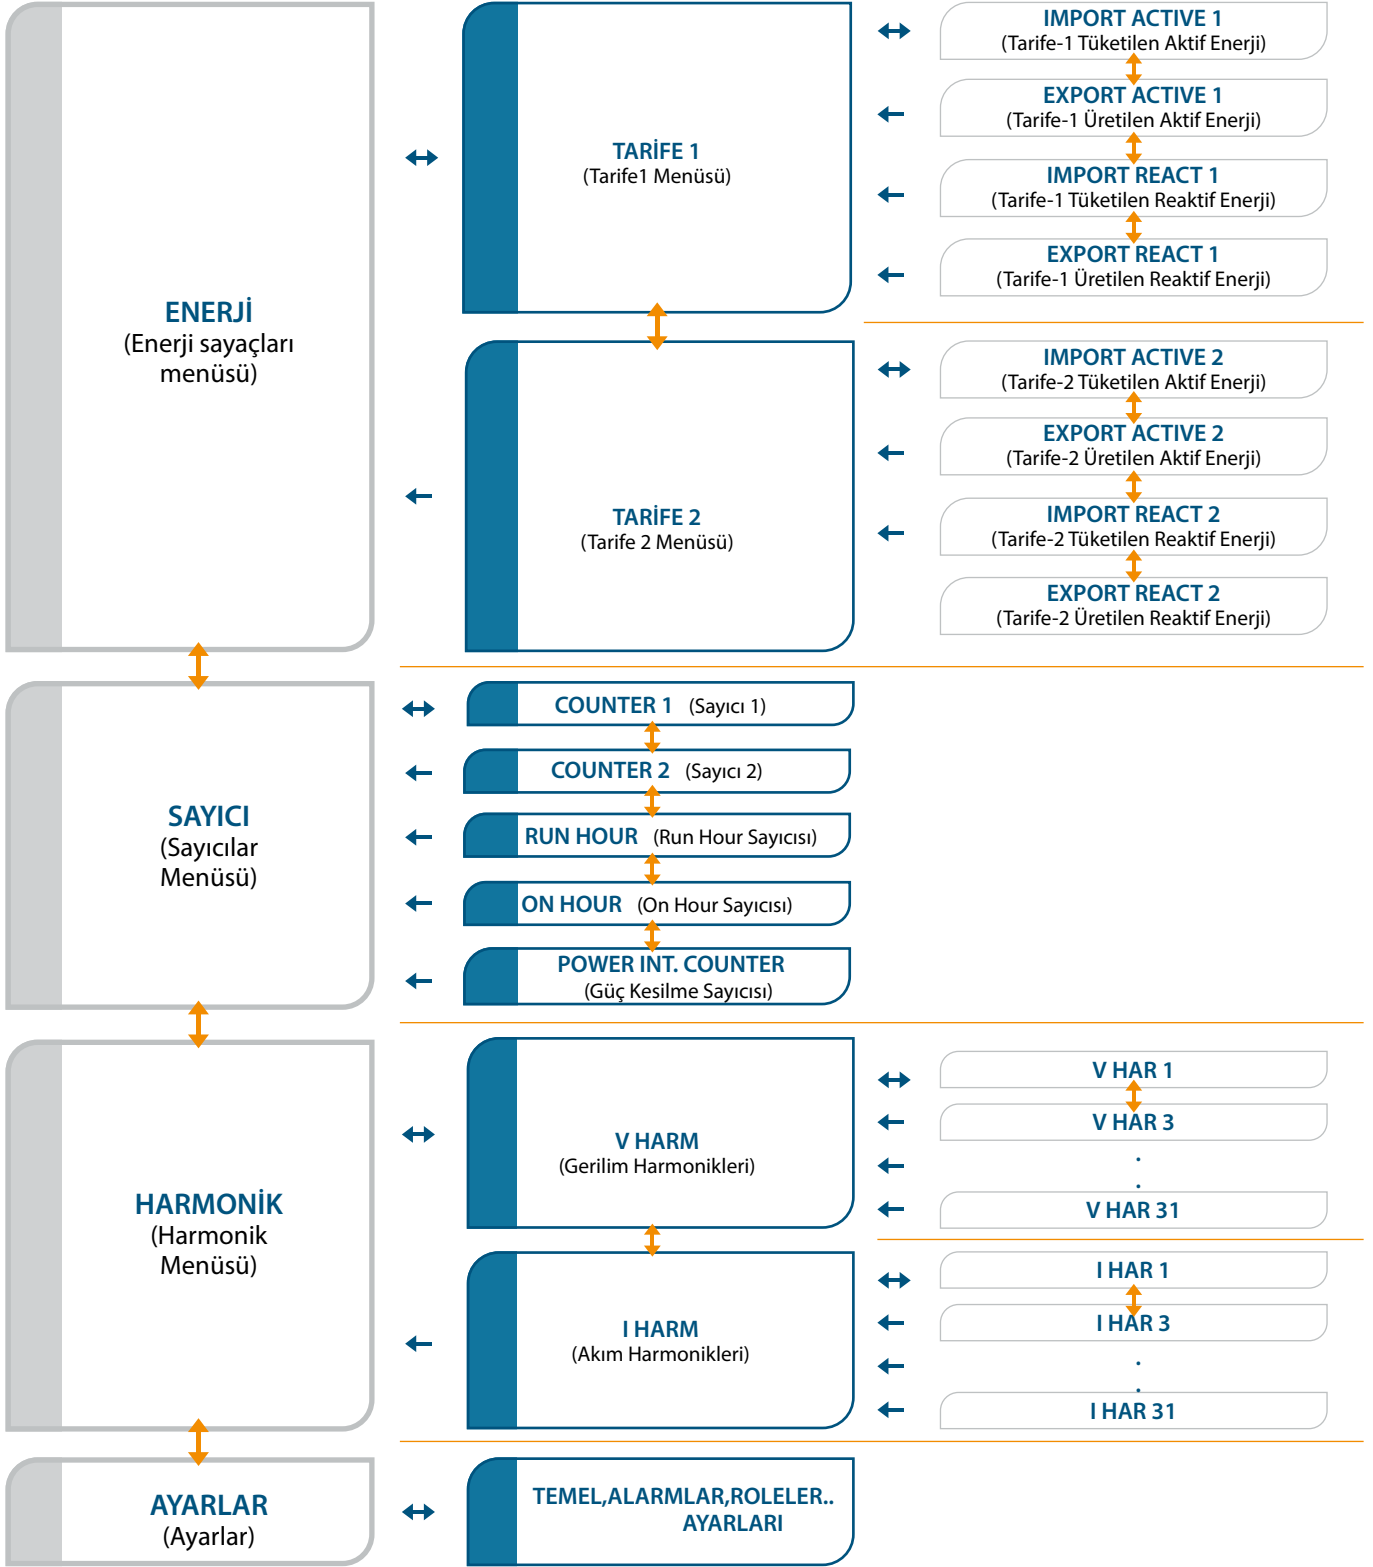 ENERJİ
(Enerji sayaçları
menüsü)
TARİFE 1
(Tarife1 Menüsü)
IMPORT ACTIVE 1
(Tarife-1 Tüketilen Aktif Enerji)
EXPORT ACTIVE 1
(Tarife-1 Üretilen Aktif Enerji)
IMPORT REACT 1
(Tarife-1 Tüketilen Reaktif Enerji)
EXPORT REACT 1
(Tarife-1 Üretilen Reaktif Enerji)
TARİFE 2
(Tarife 2 Menüsü)
IMPORT ACTIVE 2
(Tarife-2 Tüketilen Aktif Enerji)
EXPORT ACTIVE 2
(Tarife-2 Üretilen Aktif Enerji)
IMPORT REACT 2
(Tarife-2 Tüketilen Reaktif Enerji)
EXPORT REACT 2
(Tarife-2 Üretilen Reaktif Enerji)
SAYICI
(Sayıcılar
Menüsü)
COUNTER 1 (Sayıcı 1)
COUNTER 2 (Sayıcı 2)
RUN HOUR (Run Hour Sayıcısı)
ON HOUR (On Hour Sayıcısı)
POWER INT. COUNTER
(Güç Kesilme Sayıcısı)
HARMONİK
(Harmonik
Menüsü)
V HARM
(Gerilim Harmonikleri)
V HAR 1
V HAR 3
.
.
V HAR 31
I HARM
(Akım Harmonikleri)
I HAR 1
I HAR 3
.
.
I HAR 31
AYARLAR
(Ayarlar)
TEMEL,ALARMLAR,ROLELER..
AYARLARI